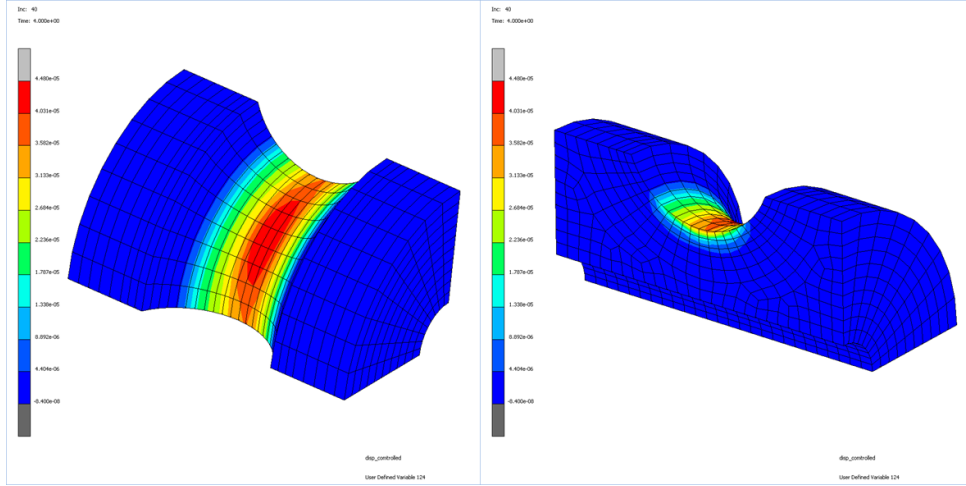 Inc: 40
Time: 4.000e+00
4.480e-05
4.031e-05
3.582e-05
3.133e-05
2.684e-05
2.236e-05
1.787e-05
1.338e-05
8.892e-06
4.404e-06
-8.400e-08
disp_controlled
User Defined Variable 124
Inc: 40
Time: 4.000e+00
4.480e-05
4.031e-05
3.582e-05
3.133e-05
2.684e-05
2.236e-05
1.787e-05
1.338e-05
8.892e-06
4.404e-06
-8.400e-08
disp_controlled
User Defined Variable 124